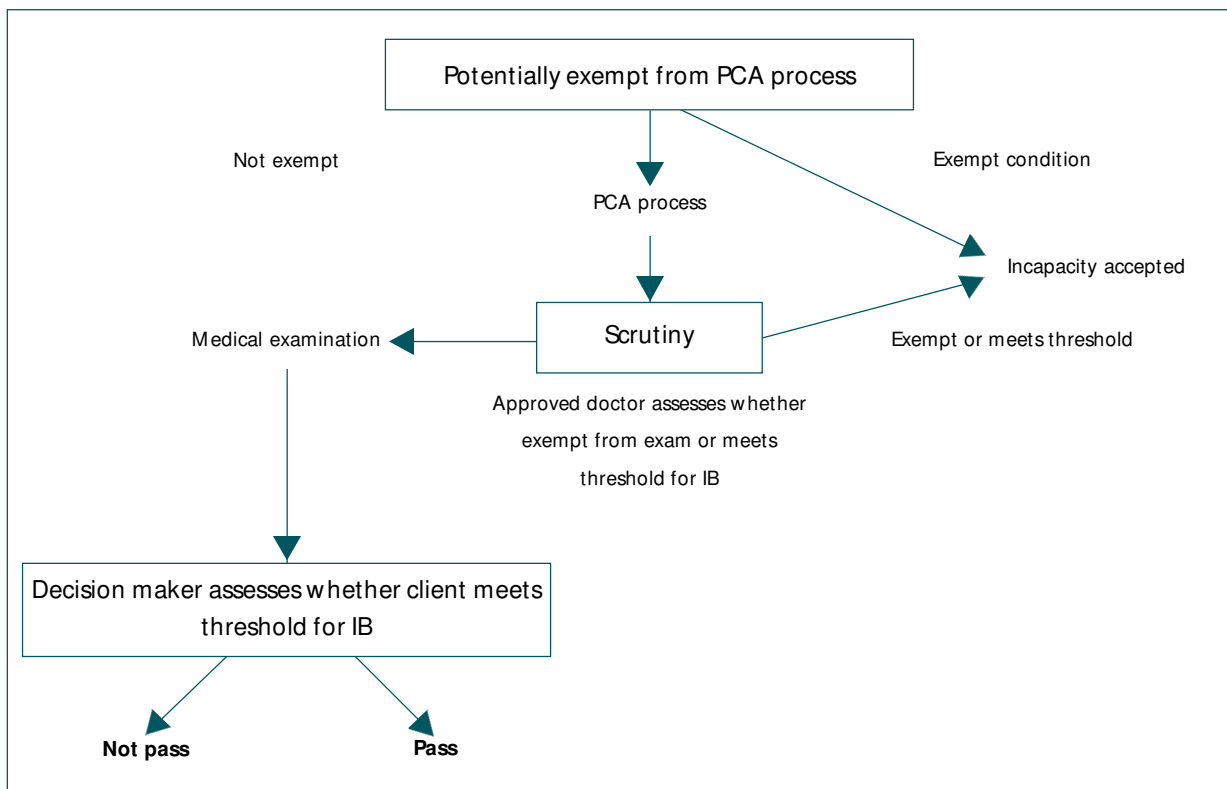 Potentially exempt from PCA process
Not exempt
Exempt condition
PCA process
Incapacity accepted
Medical examination
Scrutiny
Exempt or meets threshold
Approved doctor assesses whether
exempt from exam or meets
threshold for IB
Decision maker assesses whether client meets
threshold for IB
Not pass
Pass